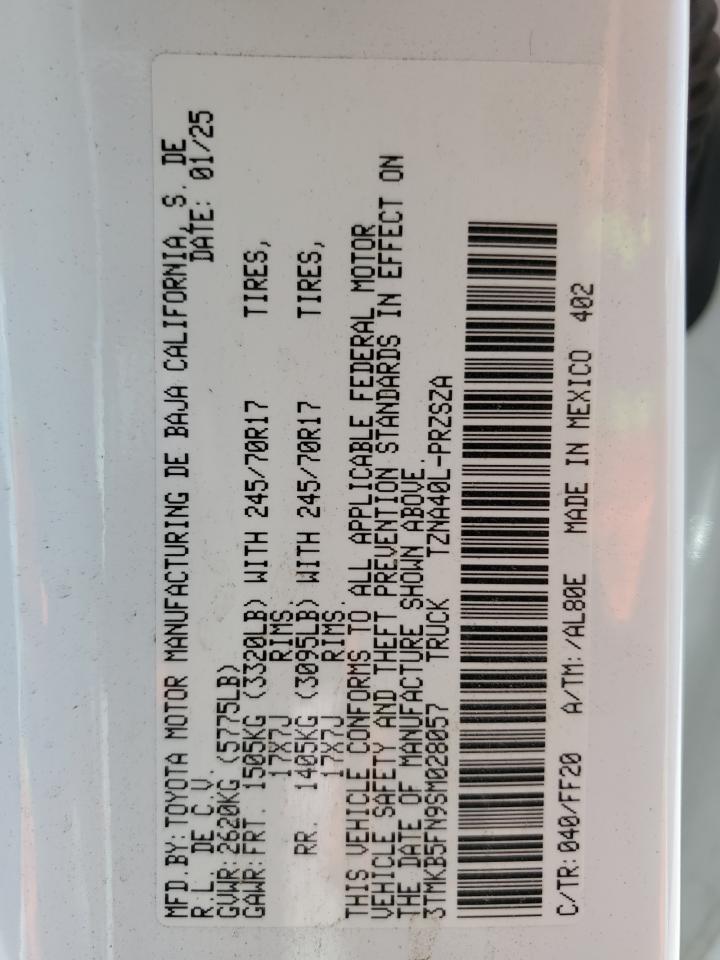 MFD.BY: TOYOTA MOTOR MANUFACTURING DE BAJA CALIFORNIA, S. DE
R.L. DE C.V. DATE: 01/25
GVWR: 2620KG (5775LB)
GAWR: FRT. 1505KG (3320LB) WITH 245/70R17 TIRES,
17X7J RIMS.
RR. 1405KG (3095LB) WITH 245/70R17 TIRES,
17X7J RIMS.
THIS VEHICLE CONFORMS TO ALL APPLICABLE FEDERAL MOTOR
VEHICLE SAFETY AND THEFT PREVENTION STANDARDS IN EFFECT ON
THE DATE OF MANUFACTURE SHOWN ABOVE.
3TMKB5FN9SM028057 TRUCK TZNA40L-PRZSZA
C/TR: 040/FF20 A/TM: /AL80E MADE IN MEXICO 402